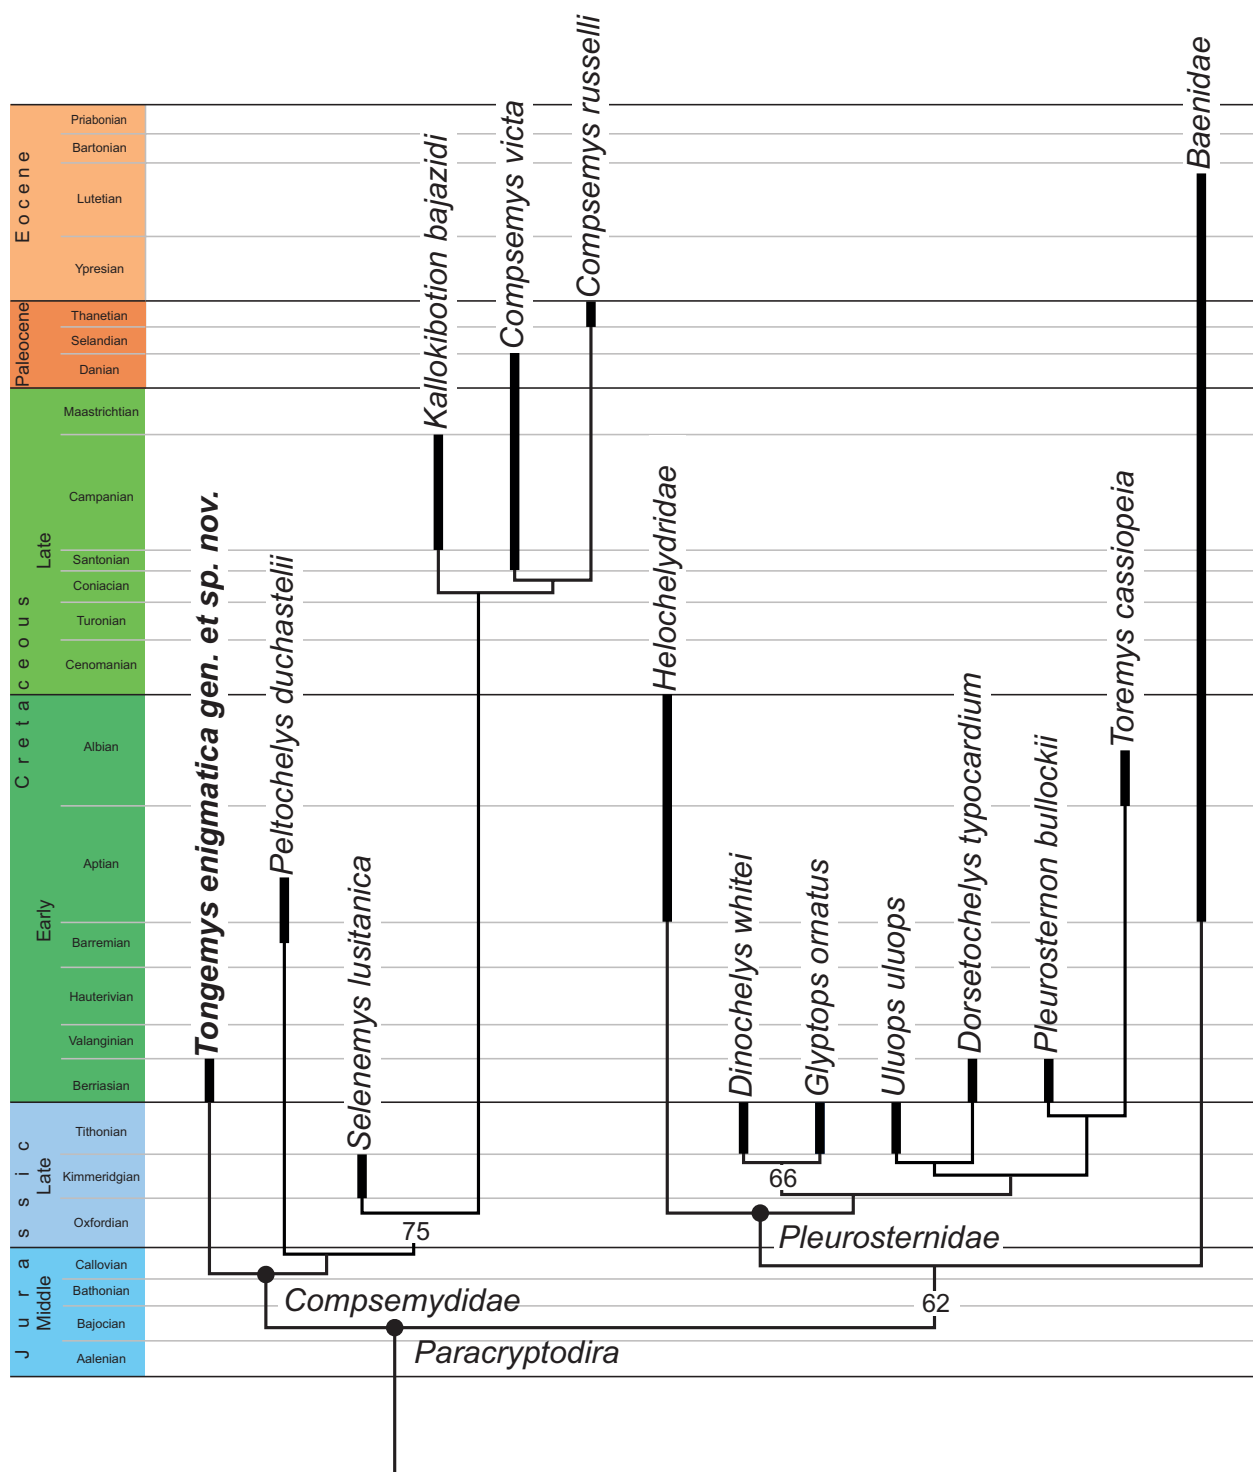 Eocene
Priabonian
Bartonian
Lutetian
Ypresian
Paleocene
Thanetian
Selandian
Danian
Cretaceous
Late
Maastrichtian
Campanian
Santonian
Coniacian
Turonian
Cenomanian
Early
Albian
Aptian
Barremian
Hauterivian
Valanginian
Berriasian
Jurassic
Late
Tithonian
Kimmeridgian
Oxfordian
Middle
Callovian
Bathonian
Bajocian
Aalenian
Tongemys enigmatica gen. et sp. nov.
Peltochelys duchastelii
Selenemys lusitanica
Kallokibotion bajazidi
Compsemys victa
Compsemys russelli
Helochelydridae
Dinochelys whitei
Glyptops ornatus
Uluops uluops
Dorsetochelys typocardium
Pleurosternon bullockii
Toremys cassiopeia
Baenidae
66
75
Pleurosternidae
62
Compsemydidae
Paracryptodira